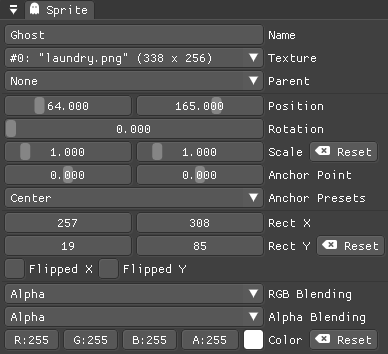 Sprite
Ghost Name
#0: "laundry.png" (338 x 256) Texture
None Parent
64.000 165.000 Position
0.000 Rotation
1.000 1.000 Scale Reset
0.000 0.000 Anchor Point
Center Anchor Presets
257 308 Rect X
19 85 Rect Y Reset
Flipped X Flipped Y
Alpha RGB Blending
Alpha Alpha Blending
R:255 G:255 B:255 A:255 Color Reset